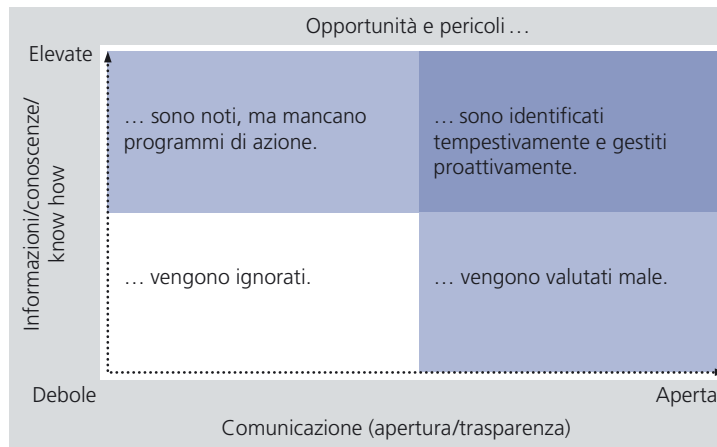 Opportunità e pericoli…
Elevate
… sono noti, ma mancano
programmi di azione.
… sono identificati
tempestivamente e gestiti
proattivamente.
Informazioni/conoscenze/
know how
… vengono ignorati.
… vengono valutati male.
Debole
Aperta
Comunicazione (apertura/trasparenza)